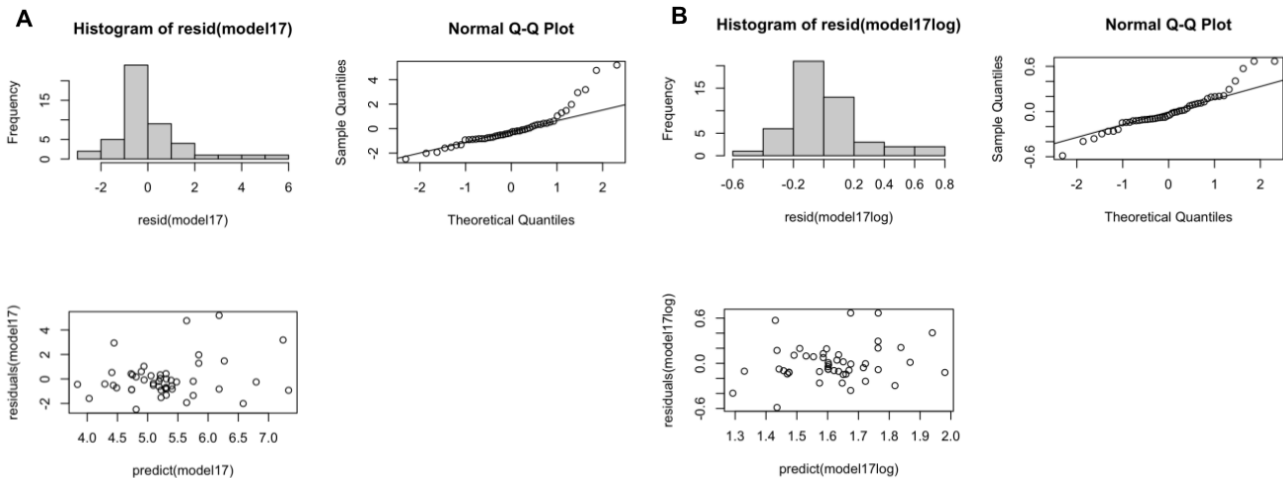 A
Histogram of resid(model17)
Frequency
5
15
-2 0 2 4 6
resid(model17)
Normal Q-Q Plot
Sample Quantiles
-2 0 2 4
-2 -1 0 1 2
Theoretical Quantiles
residuals(model17)
-2 0 2 4
4.0 4.5 5.0 5.5 6.0 6.5 7.0
predict(model17)
B
Histogram of resid(model17log)
Frequency
0 5 15
-0.6 -0.2 0.2 0.4 0.6 0.8
resid(model17log)
Normal Q-Q Plot
Sample Quantiles
-0.6 0.0 0.6
-2 -1 0 1 2
Theoretical Quantiles
residuals(model17log)
-0.6 0.0 0.6
1.3 1.4 1.5 1.6 1.7 1.8 1.9 2.0
predict(model17log)